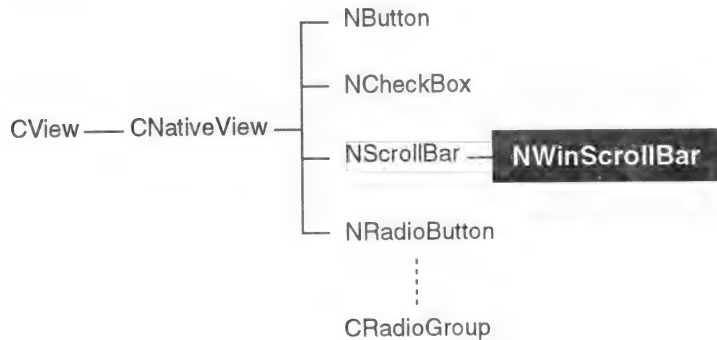 NButton
NCheckBox
CView CNativeView
NScrollBar NWinScrollBar
NRadioButton
CRadioGroup